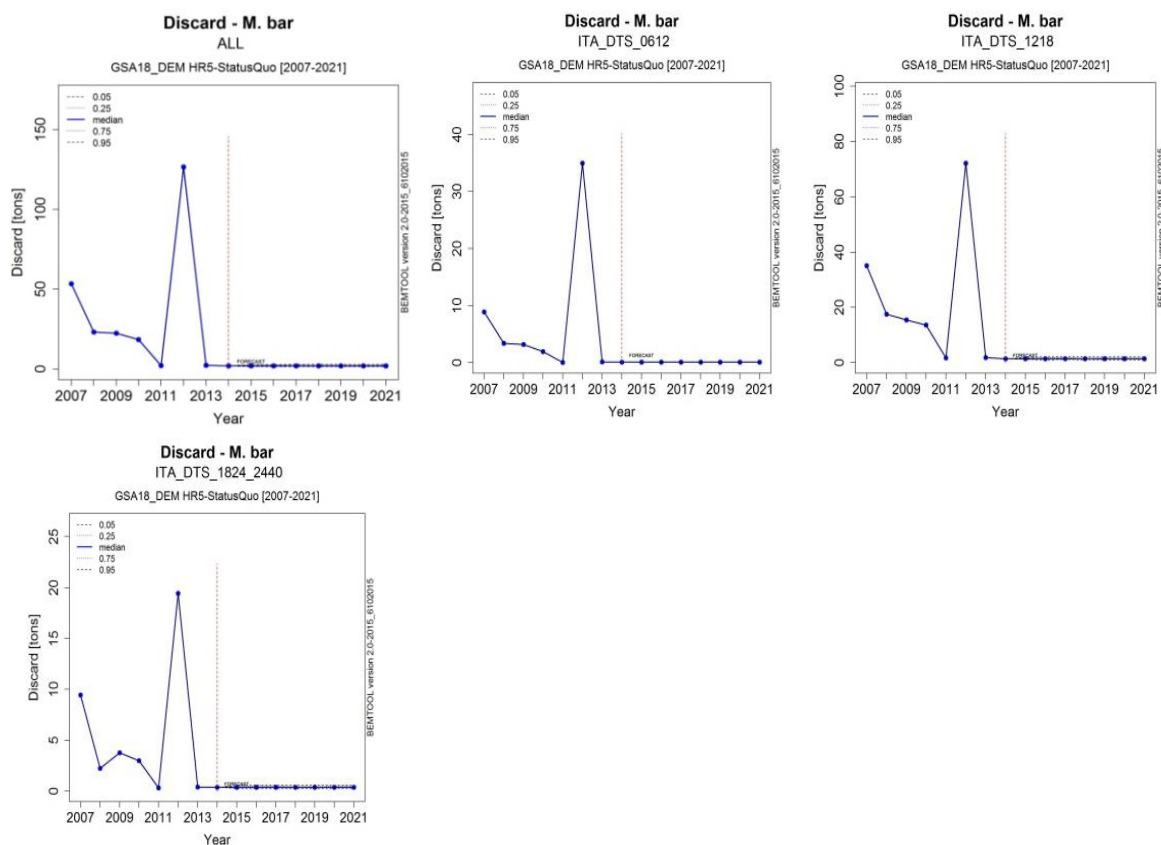 Discard - M. bar
ALL
GSA18_DEM HR5-StatusQuo [2007-2021]
0.05
0.25
median
0.75
0.95
FORECAST
Discard [tons]
0
50
100
150
2007 2009 2011 2013 2015 2017 2019 2021
Year
BEMTOOL version 2.0-2015_6102015
Discard - M. bar
ITA_DTS_0612
GSA18_DEM HR5-StatusQuo [2007-2021]
0.05
0.25
median
0.75
0.95
FORECAST
Discard [tons]
0
10
20
30
40
2007 2009 2011 2013 2015 2017 2019 2021
Year
BEMTOOL version 2.0-2015_6102015
Discard - M. bar
ITA_DTS_1218
GSA18_DEM HR5-StatusQuo [2007-2021]
0.05
0.25
median
0.75
0.95
FORECAST
Discard [tons]
0
20
40
60
80
100
2007 2009 2011 2013 2015 2017 2019 2021
Year
BEMTOOL version 2.0-2015_6102015
Discard - M. bar
ITA_DTS_1824_2440
GSA18_DEM HR5-StatusQuo [2007-2021]
0.05
0.25
median
0.75
0.95
FORECAST
Discard [tons]
0
5
10
15
20
25
2007 2009 2011 2013 2015 2017 2019 2021
Year
BEMTOOL version 2.0-2015_6102015